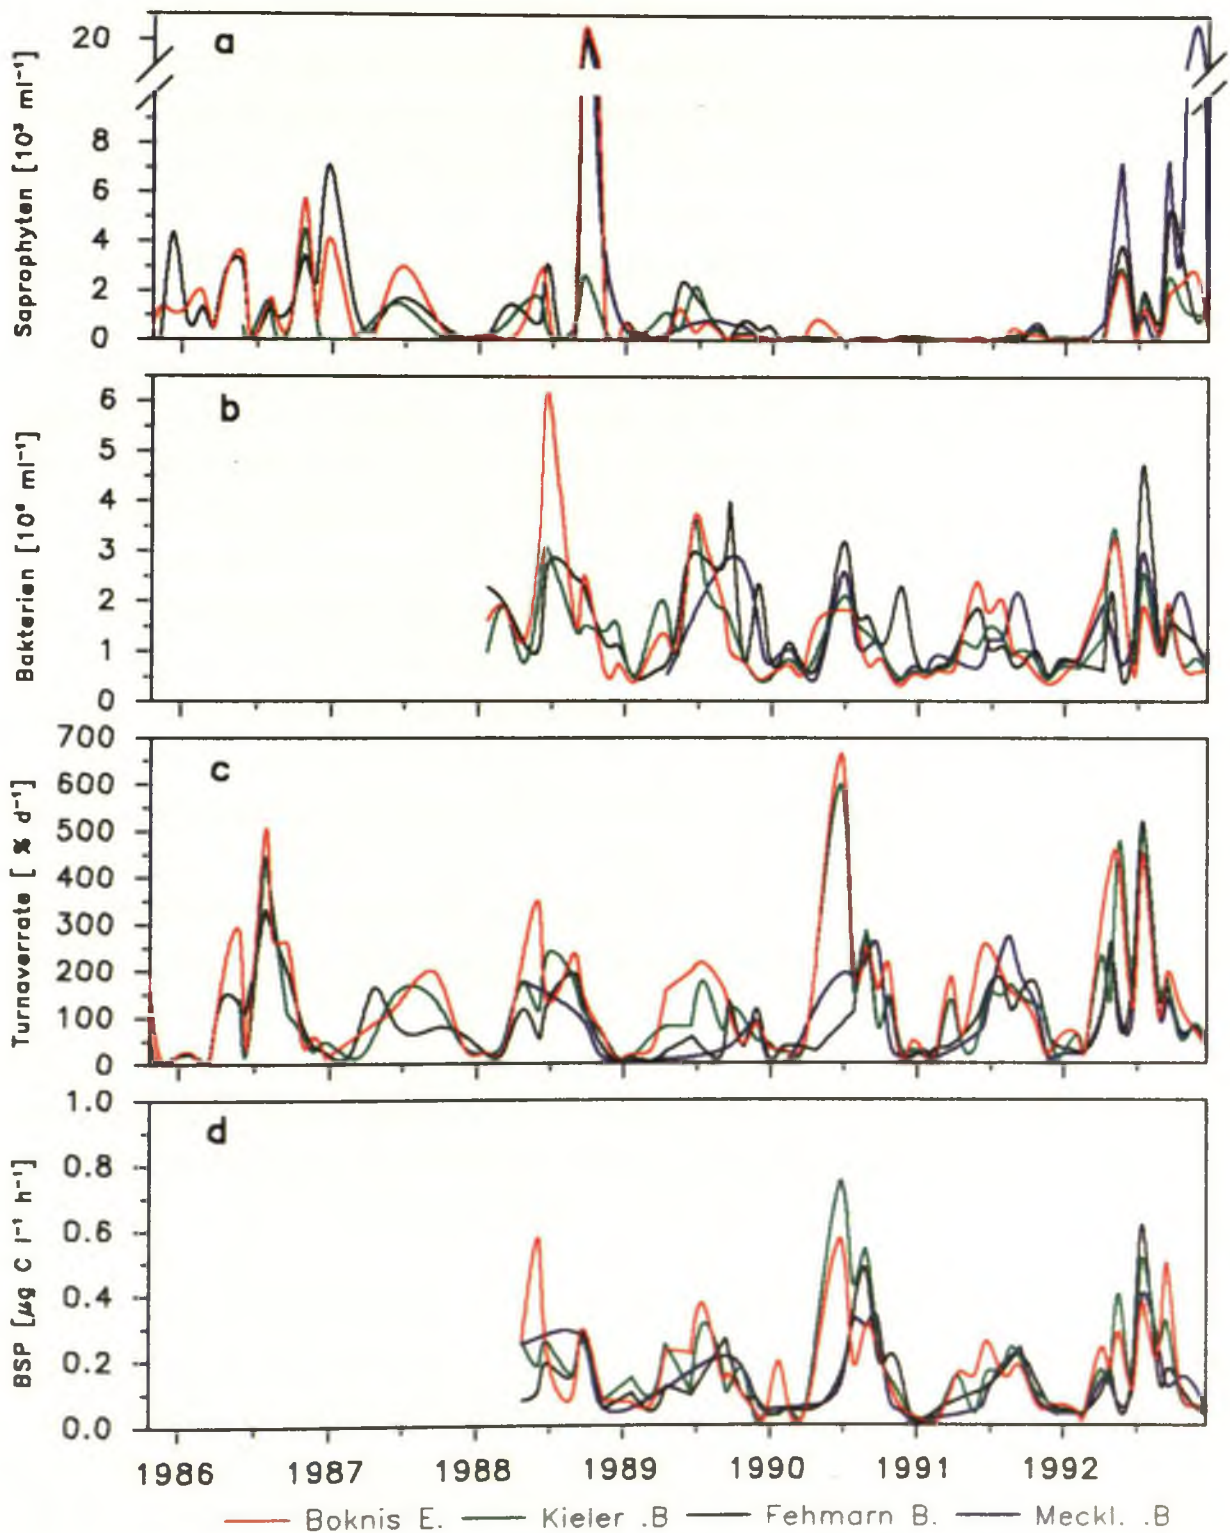 a
Saprophyten [10³ ml⁻¹]
20
8
6
4
2
0
b
Bakterien [10⁶ ml⁻¹]
6
5
4
3
2
1
0
c
Turnoverrate [ % d⁻¹]
700
600
500
400
300
200
100
0
d
BSP [µg C l⁻¹ h⁻¹]
1.0
0.8
0.6
0.4
0.2
0.0
1986 1987 1988 1989 1990 1991 1992
Boknis E. Kieler .B Fehmarn B. Meckl. .B